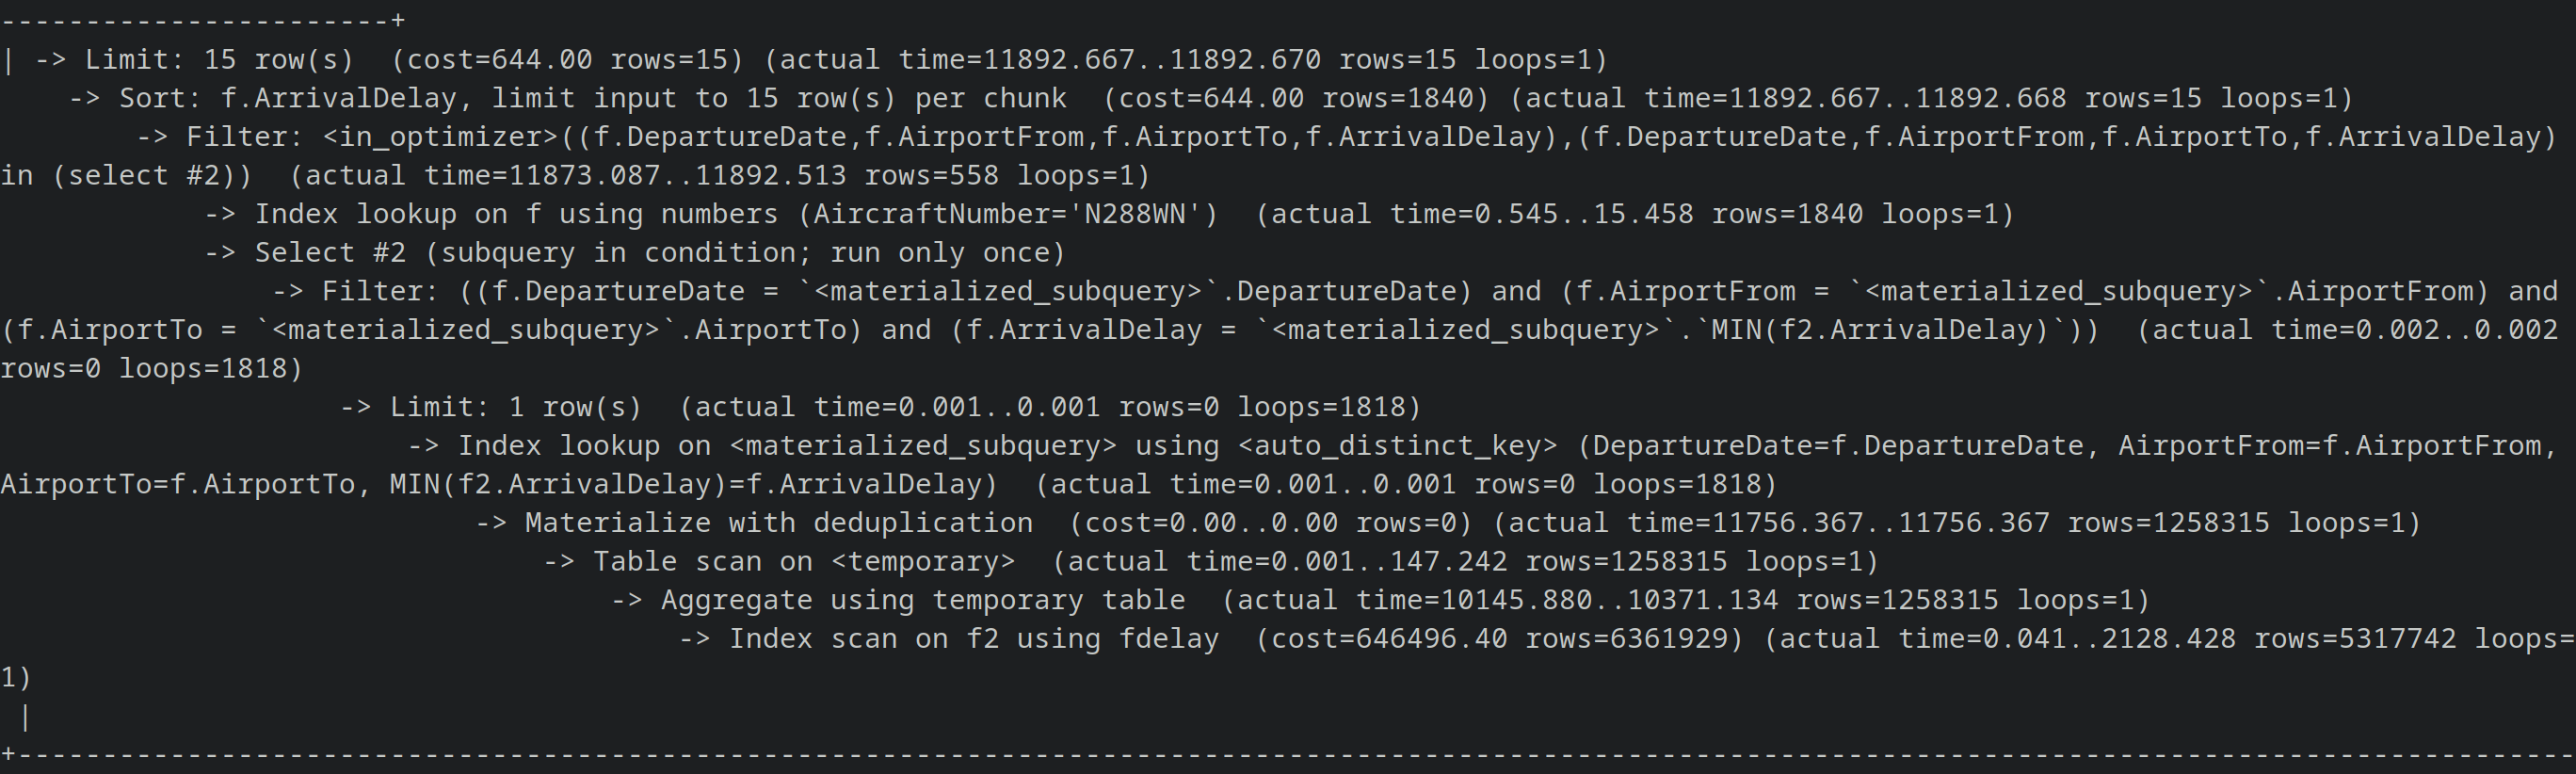 -----------------------+
| -> Limit: 15 row(s)  (cost=644.00 rows=15) (actual time=11892.667..11892.670 rows=15 loops=1)
    -> Sort: f.ArrivalDelay, limit input to 15 row(s) per chunk  (cost=644.00 rows=1840) (actual time=11892.667..11892.668 rows=15 loops=1)
        -> Filter: <in_optimizer>((f.DepartureDate,f.AirportFrom,f.AirportTo,f.ArrivalDelay),(f.DepartureDate,f.AirportFrom,f.AirportTo,f.ArrivalDelay)
in (select #2))  (actual time=11873.087..11892.513 rows=558 loops=1)
            -> Index lookup on f using numbers (AircraftNumber='N288WN')  (actual time=0.545..15.458 rows=1840 loops=1)
            -> Select #2 (subquery in condition; run only once)
                -> Filter: ((f.DepartureDate = `<materialized_subquery>`.DepartureDate) and (f.AirportFrom = `<materialized_subquery>`.AirportFrom) and
(f.AirportTo = `<materialized_subquery>`.AirportTo) and (f.ArrivalDelay = `<materialized_subquery>`.`MIN(f2.ArrivalDelay)`))  (actual time=0.002..0.002
rows=0 loops=1818)
                    -> Limit: 1 row(s)  (actual time=0.001..0.001 rows=0 loops=1818)
                        -> Index lookup on <materialized_subquery> using <auto_distinct_key> (DepartureDate=f.DepartureDate, AirportFrom=f.AirportFrom,
AirportTo=f.AirportTo, MIN(f2.ArrivalDelay)=f.ArrivalDelay)  (actual time=0.001..0.001 rows=0 loops=1818)
                            -> Materialize with deduplication  (cost=0.00..0.00 rows=0) (actual time=11756.367..11756.367 rows=1258315 loops=1)
                                -> Table scan on <temporary>  (actual time=0.001..147.242 rows=1258315 loops=1)
                                    -> Aggregate using temporary table  (actual time=10145.880..10371.134 rows=1258315 loops=1)
                                        -> Index scan on f2 using fdelay  (cost=646496.40 rows=6361929) (actual time=0.041..2128.428 rows=5317742 loops=
1)
 |
+--------------------------------------------------------------------------------------------------------------------------------------------------------